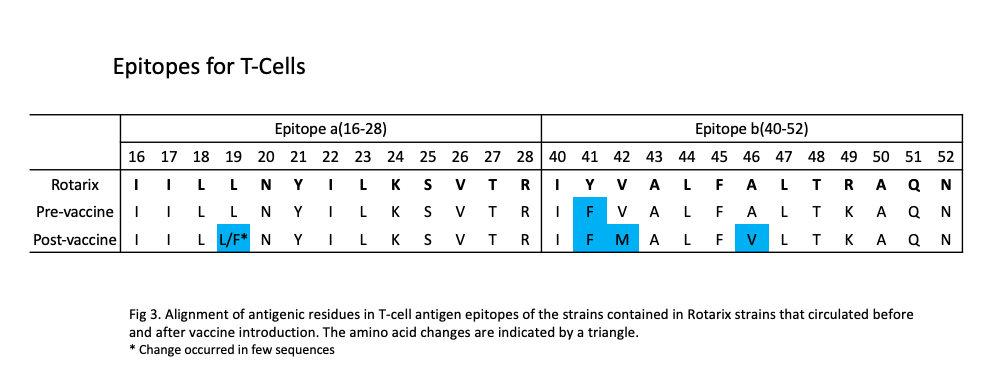 Epitopes for T-Cells
Epitope a(16-28) Epitope b(40-52)
16 17 18 19 20 21 22 23 24 25 26 27 28 40 41 42 43 44 45 46 47 48 49 50 51 52
Rotarix I I L L N Y I L K S V T R I Y V A L F A L T R A Q N
Pre-vaccine I I L L N Y I L K S V T R I F V A L F A L T K A Q N
Post-vaccine I I L L/F* N Y I L K S V T R I F M A L F V L T K A Q N
Fig 3. Alignment of antigenic residues in T-cell antigen epitopes of the strains contained in Rotarix strains that circulated before
and after vaccine introduction. The amino acid changes are indicated by a triangle.
* Change occurred in few sequences